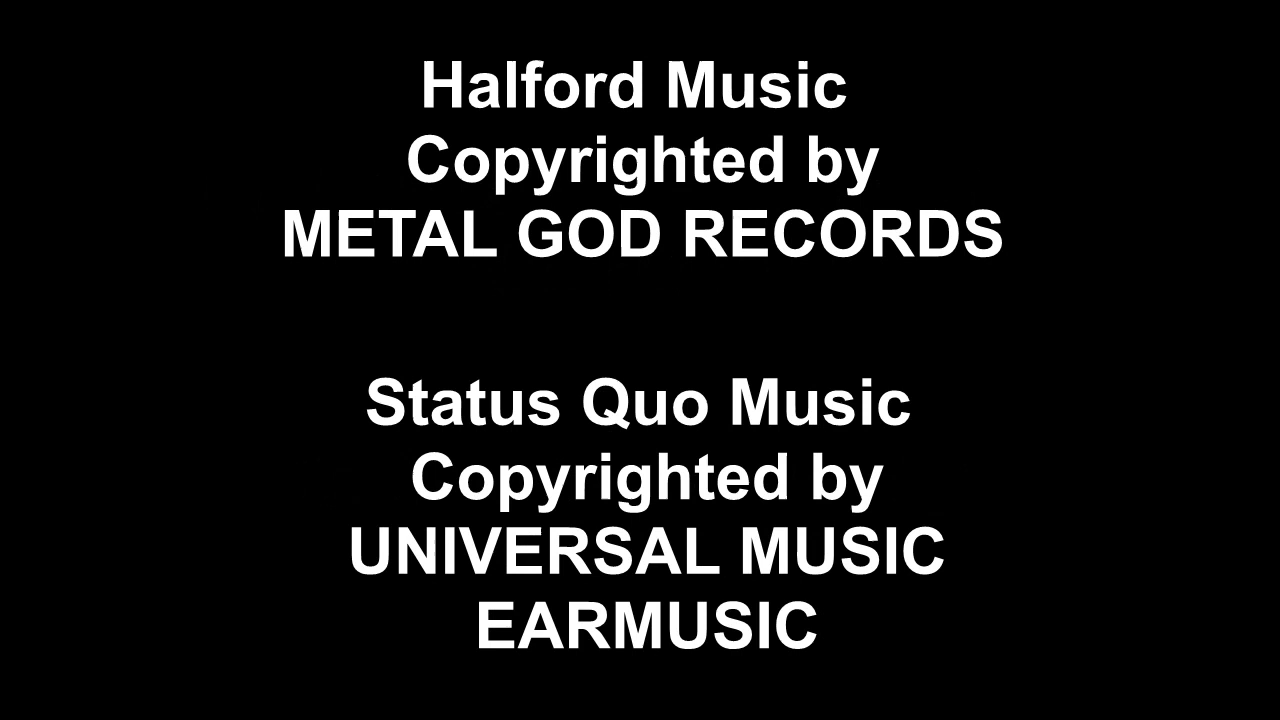 Halford Music
Copyrighted by
METAL GOD RECORDS
Status Quo Music
Copyrighted by
UNIVERSAL MUSIC
EARMUSIC